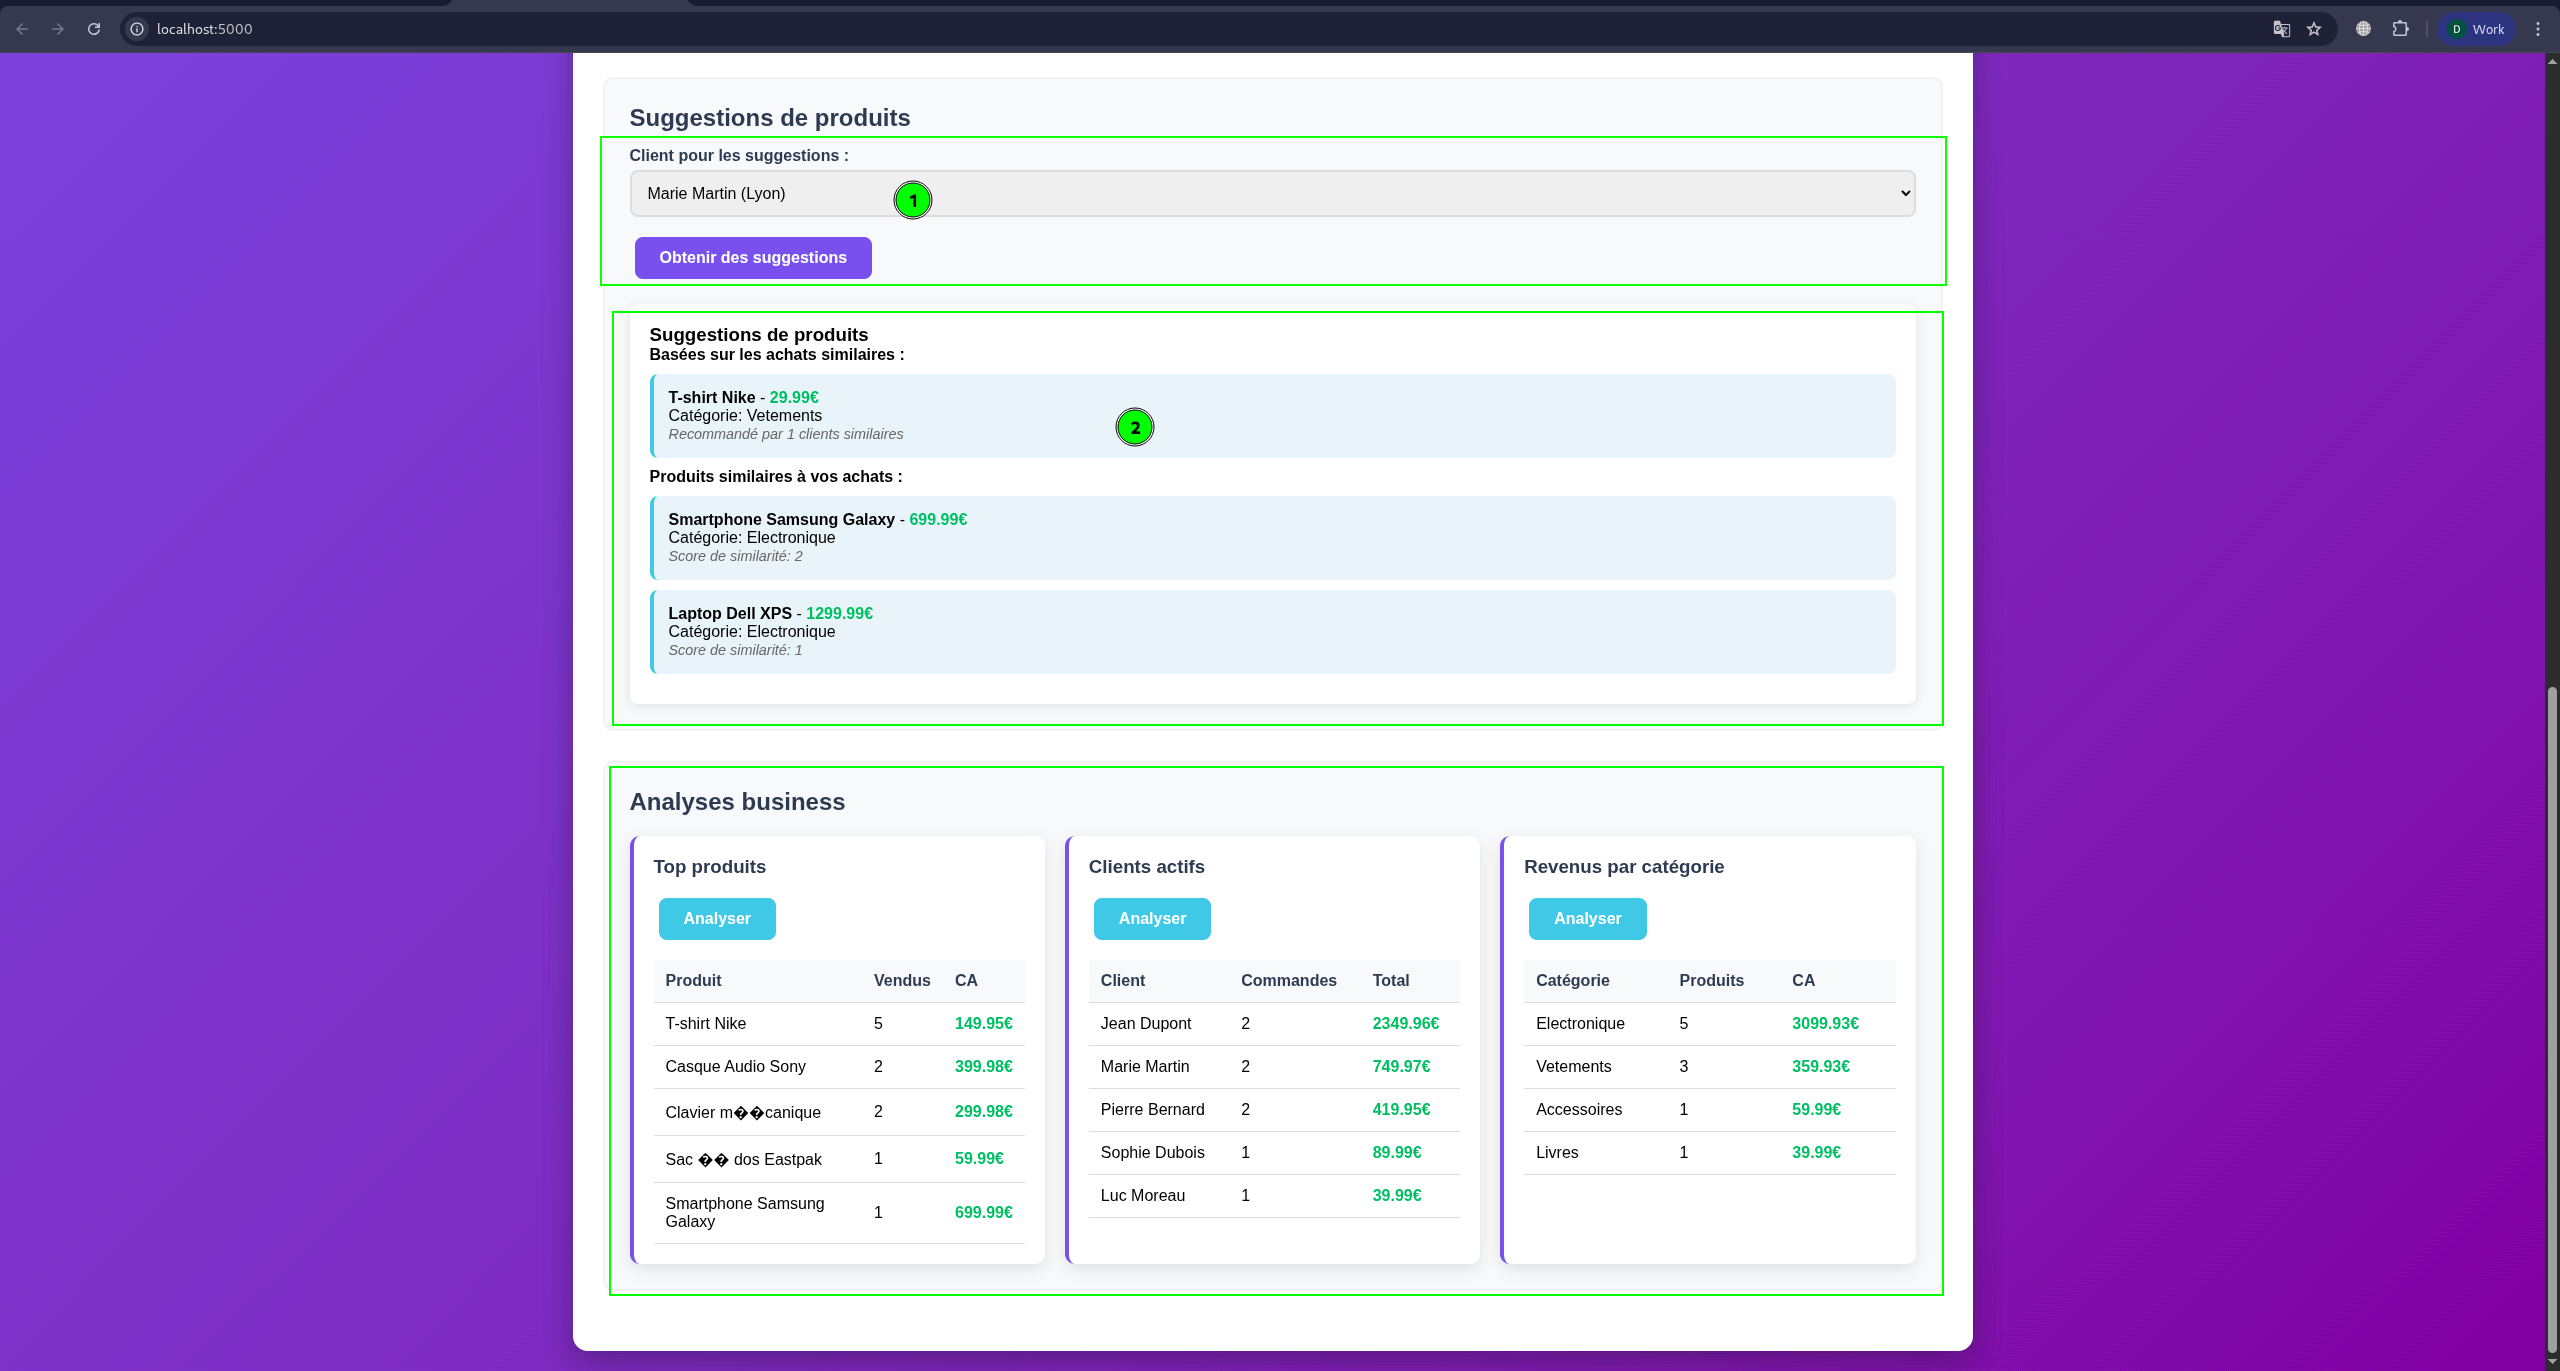 localhost:5000
D Work
Suggestions de produits
Client pour les suggestions :
Marie Martin (Lyon)
1
Obtenir des suggestions
Suggestions de produits
Basées sur les achats similaires :
T-shirt Nike - 29.99€
Catégorie: Vetements
Recommandé par 1 clients similaires
2
Produits similaires à vos achats :
Smartphone Samsung Galaxy - 699.99€
Catégorie: Electronique
Score de similarité: 2
Laptop Dell XPS - 1299.99€
Catégorie: Electronique
Score de similarité: 1
Analyses business
Top produits
Analyser
Produit Vendus CA
T-shirt Nike 5 149.95€
Casque Audio Sony 2 399.98€
Clavier m��canique 2 299.98€
Sac �� dos Eastpak 1 59.99€
Smartphone Samsung
Galaxy 1 699.99€
Clients actifs
Analyser
Client Commandes Total
Jean Dupont 2 2349.96€
Marie Martin 2 749.97€
Pierre Bernard 2 419.95€
Sophie Dubois 1 89.99€
Luc Moreau 1 39.99€
Revenus par catégorie
Analyser
Catégorie Produits CA
Electronique 5 3099.93€
Vetements 3 359.93€
Accessoires 1 59.99€
Livres 1 39.99€